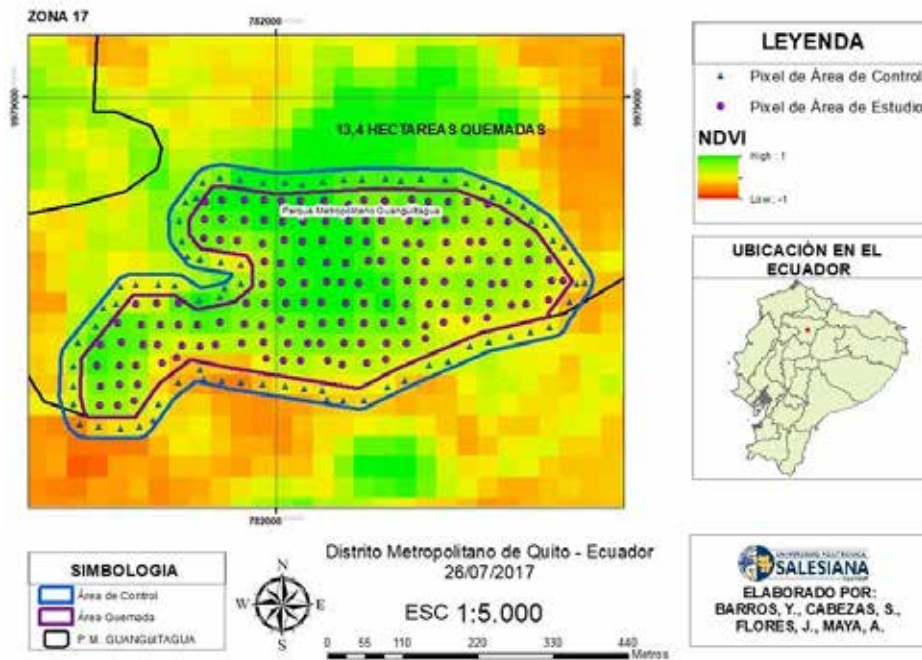 ZONA 17
782000
9979000
9979000
13,4 HECTAREAS QUEMADAS
Parque Metropolitano Guanguiltagua
782000
LEYENDA
Pixel de Área de Control
Pixel de Área de Estudio
NDVI
High : 1
Low: -1
UBICACIÓN EN EL
ECUADOR
SIMBOLOGIA
Área de Control
Área Quemada
P. M. GUANGUILTAGUA
N
W
E
S
Distrito Metropolitano de Quito - Ecuador
26/07/2017
ESC 1:5.000
0 55 110 220 330 440
Metros
UNIVERSIDAD POLITÉCNICA
SALESIANA
ELABORADO POR:
BARROS, Y., CABEZAS, S.,
FLORES, J., MAYA, A.